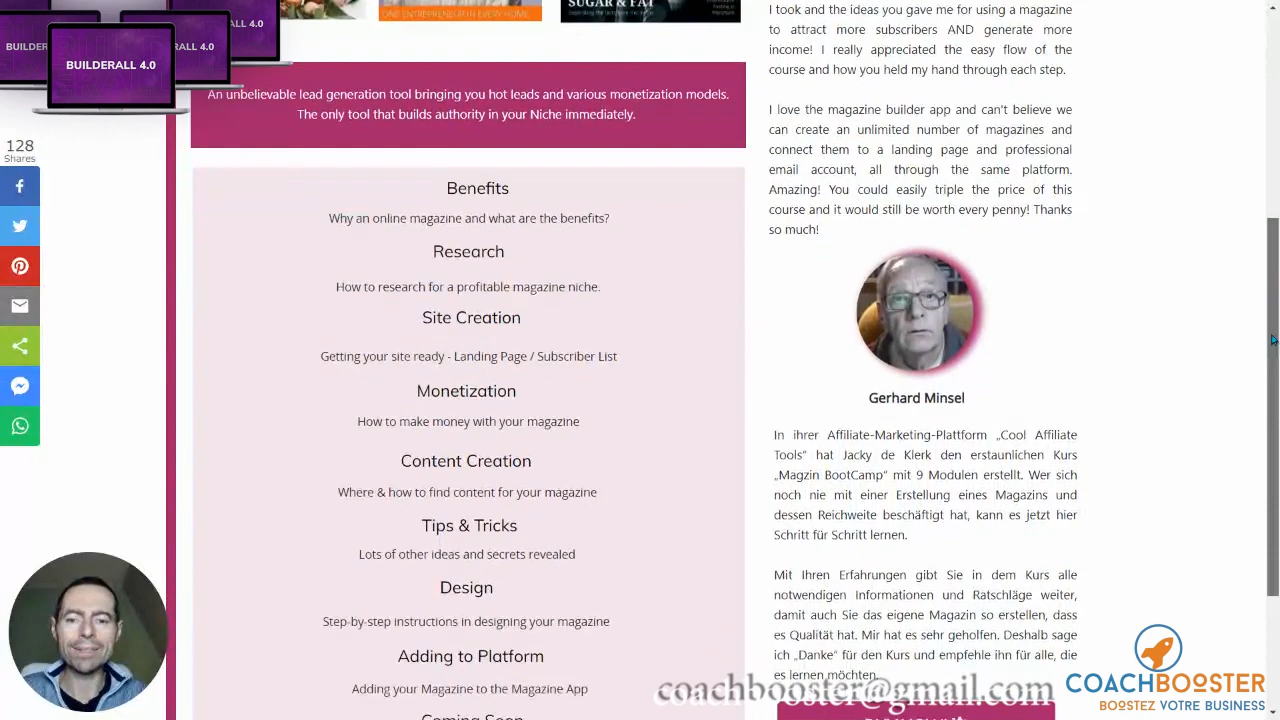 ONE ENTREPRENEUR IN EVERY HOME
SUGAR & FAT
BUILDERALL 4.0
An unbelievable lead generation tool bringing you hot leads and various monetization models.
The only tool that builds authority in your Niche immediately.
128
Shares
Benefits
Why an online magazine and what are the benefits?
Research
How to research for a profitable magazine niche.
Site Creation
Getting your site ready - Landing Page / Subscriber List
Monetization
How to make money with your magazine
Content Creation
Where & how to find content for your magazine
Tips & Tricks
Lots of other ideas and secrets revealed
Design
Step-by-step instructions in designing your magazine
Adding to Platform
Adding your Magazine to the Magazine App
Coming Soon
I took and the ideas you gave me for using a magazine
to attract more subscribers AND generate more
income! I really appreciated the easy flow of the
course and how you held my hand through each step.
I love the magazine builder app and can't believe we
can create an unlimited number of magazines and
connect them to a landing page and professional
email account, all through the same platform.
Amazing! You could easily triple the price of this
course and it would still be worth every penny! Thanks
so much!
Gerhard Minsel
In ihrer Affiliate-Marketing-Plattform „Cool Affiliate
Tools" hat Jacky de Klerk den erstaunlichen Kurs
„Magzin BootCamp" mit 9 Modulen erstellt. Wer sich
noch nie mit einer Erstellung eines Magazins und
dessen Reichweite beschäftigt hat, kann es jetzt hier
Schritt für Schritt lernen.
Mit Ihren Erfahrungen gibt Sie in dem Kurs alle
notwendigen Informationen und Ratschläge weiter,
damit auch Sie das eigene Magazin so erstellen, dass
es Qualität hat. Mir hat es sehr geholfen. Deshalb sage
ich „Danke" für den Kurs und empfehle ihn für alle, die
es lernen möchten.
coachbooster@gmail.com
COACHBOOSTER
BOOSTEZ VOTRE BUSINESS